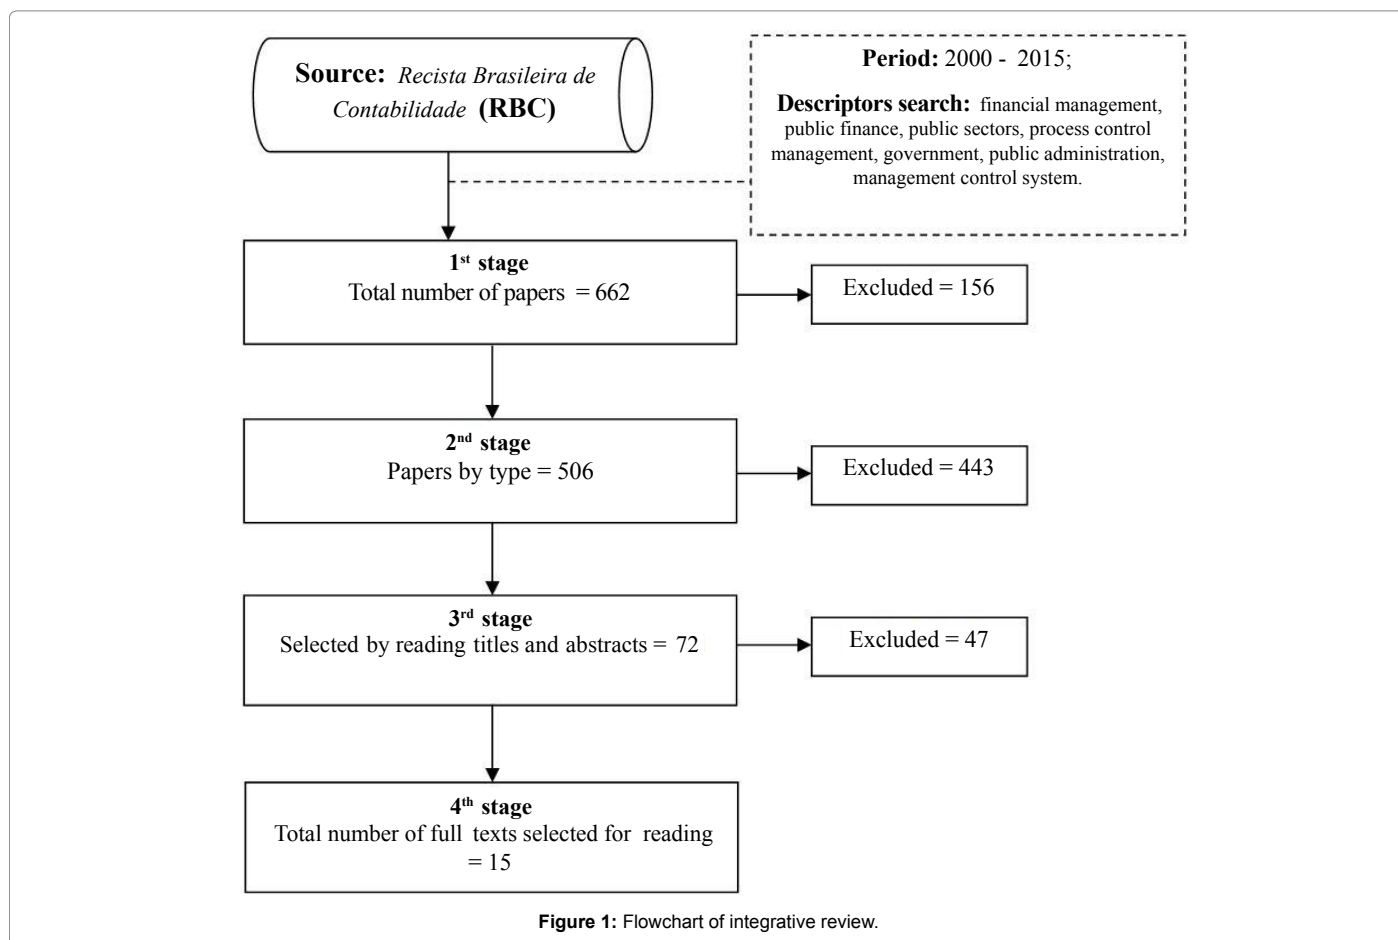 Source: Recista Brasileira de
Contabilidade (RBC)
Period: 2000 - 2015;
Descriptors search: financial management,
public finance, public sectors, process control
management, government, public administration,
management control system.
1st stage
Total number of papers = 662
Excluded = 156
2nd stage
Papers by type = 506
Excluded = 443
3rd stage
Selected by reading titles and abstracts = 72
Excluded = 47
4th stage
Total number of full texts selected for reading
= 15
Figure 1: Flowchart of integrative review.